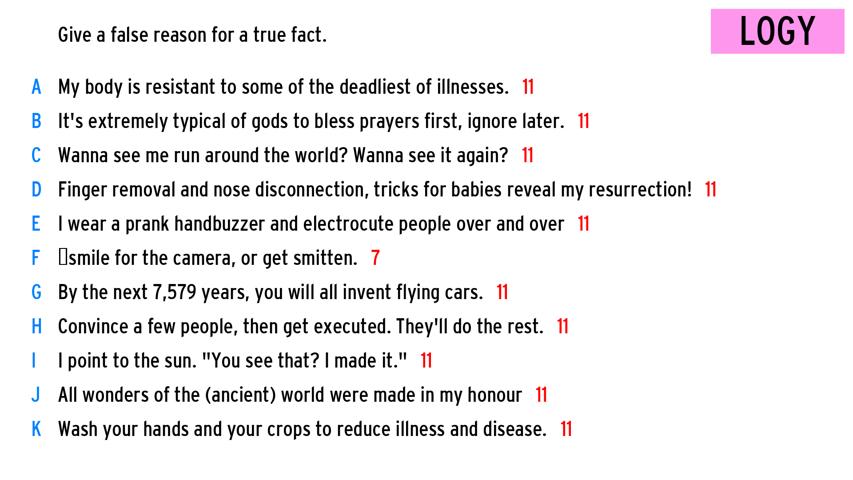 Give a false reason for a true fact.
LOGY
A My body is resistant to some of the deadliest of illnesses. 11
B It's extremely typical of gods to bless prayers first, ignore later. 11
C Wanna see me run around the world? Wanna see it again? 11
D Finger removal and nose disconnection, tricks for babies reveal my resurrection! 11
E I wear a prank handbuzzer and electrocute people over and over 11
F ▯smile for the camera, or get smitten. 7
G By the next 7,579 years, you will all invent flying cars. 11
H Convince a few people, then get executed. They'll do the rest. 11
I I point to the sun. "You see that? I made it." 11
J All wonders of the (ancient) world were made in my honour 11
K Wash your hands and your crops to reduce illness and disease. 11